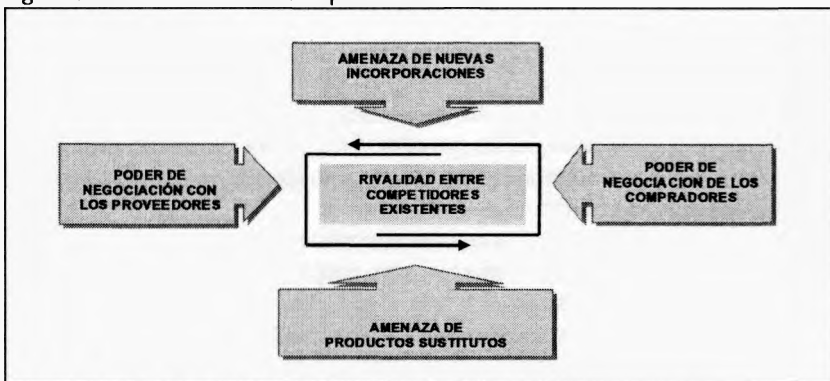 AMENAZA DE NUEVAS
INCORPORACIONES
PODER DE
NEGOCIACIÓN CON
LOS PROVEEDORES
RIVALIDAD ENTRE
COMPETIDORES
EXISTENTES
PODER DE
NEGOCIACION DE LOS
COMPRADORES
AMENAZA DE
PRODUCTOS SUSTITUTOS